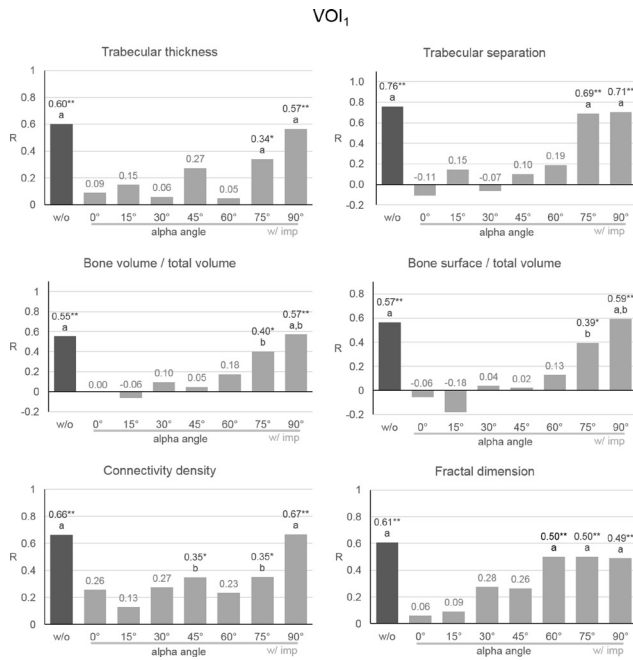 VOI1
Trabecular thickness
1
0.8
0.6
0.4
0.2
0
R
0.60**
a
0.09
0.15
0.06
0.27
0.05
0.34*
a
0.57**
a
w/o 0° 15° 30° 45° 60° 75° 90°
alpha angle w/ imp
Trabecular separation
1.0
0.8
0.6
0.4
0.2
0.0
-0.2
R
0.76**
a
-0.11
0.15
-0.07
0.10
0.19
0.69**
a
0.71**
a
w/o 0° 15° 30° 45° 60° 75° 90°
alpha angle w/ imp
Bone volume / total volume
1
0.8
0.6
0.4
0.2
0
-0.2
R
0.55**
a
0.00
-0.06
0.10
0.05
0.18
0.40*
b
0.57**
a,b
w/o 0° 15° 30° 45° 60° 75° 90°
alpha angle w/ imp
Bone surface / total volume
0.8
0.6
0.4
0.2
0
-0.2
R
0.57**
a
-0.06
-0.18
0.04
0.02
0.13
0.39*
b
0.59**
a,b
w/o 0° 15° 30° 45° 60° 75° 90°
alpha angle w/ imp
Connectivity density
1
0.8
0.6
0.4
0.2
0
R
0.66**
a
0.26
0.13
0.27
0.35*
b
0.23
0.35*
b
0.67**
a
w/o 0° 15° 30° 45° 60° 75° 90°
alpha angle w/ imp
Fractal dimension
1
0.8
0.6
0.4
0.2
0
R
0.61**
a
0.06
0.09
0.28
0.26
0.50**
a
0.50**
a
0.49**
a
w/o 0° 15° 30° 45° 60° 75° 90°
alpha angle w/ imp